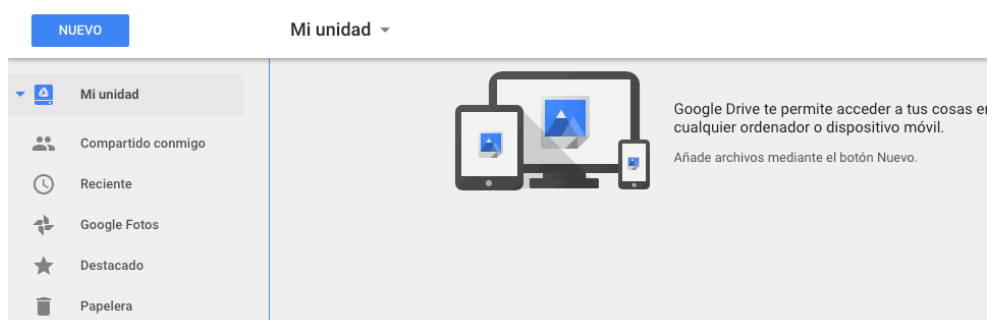 NUEVO
Mi unidad
Mi unidad
Compartido conmigo
Reciente
Google Fotos
Destacado
Papelera
Google Drive te permite acceder a tus cosas
cualquier ordenador o dispositivo móvil.
Añade archivos mediante el botón Nuevo.